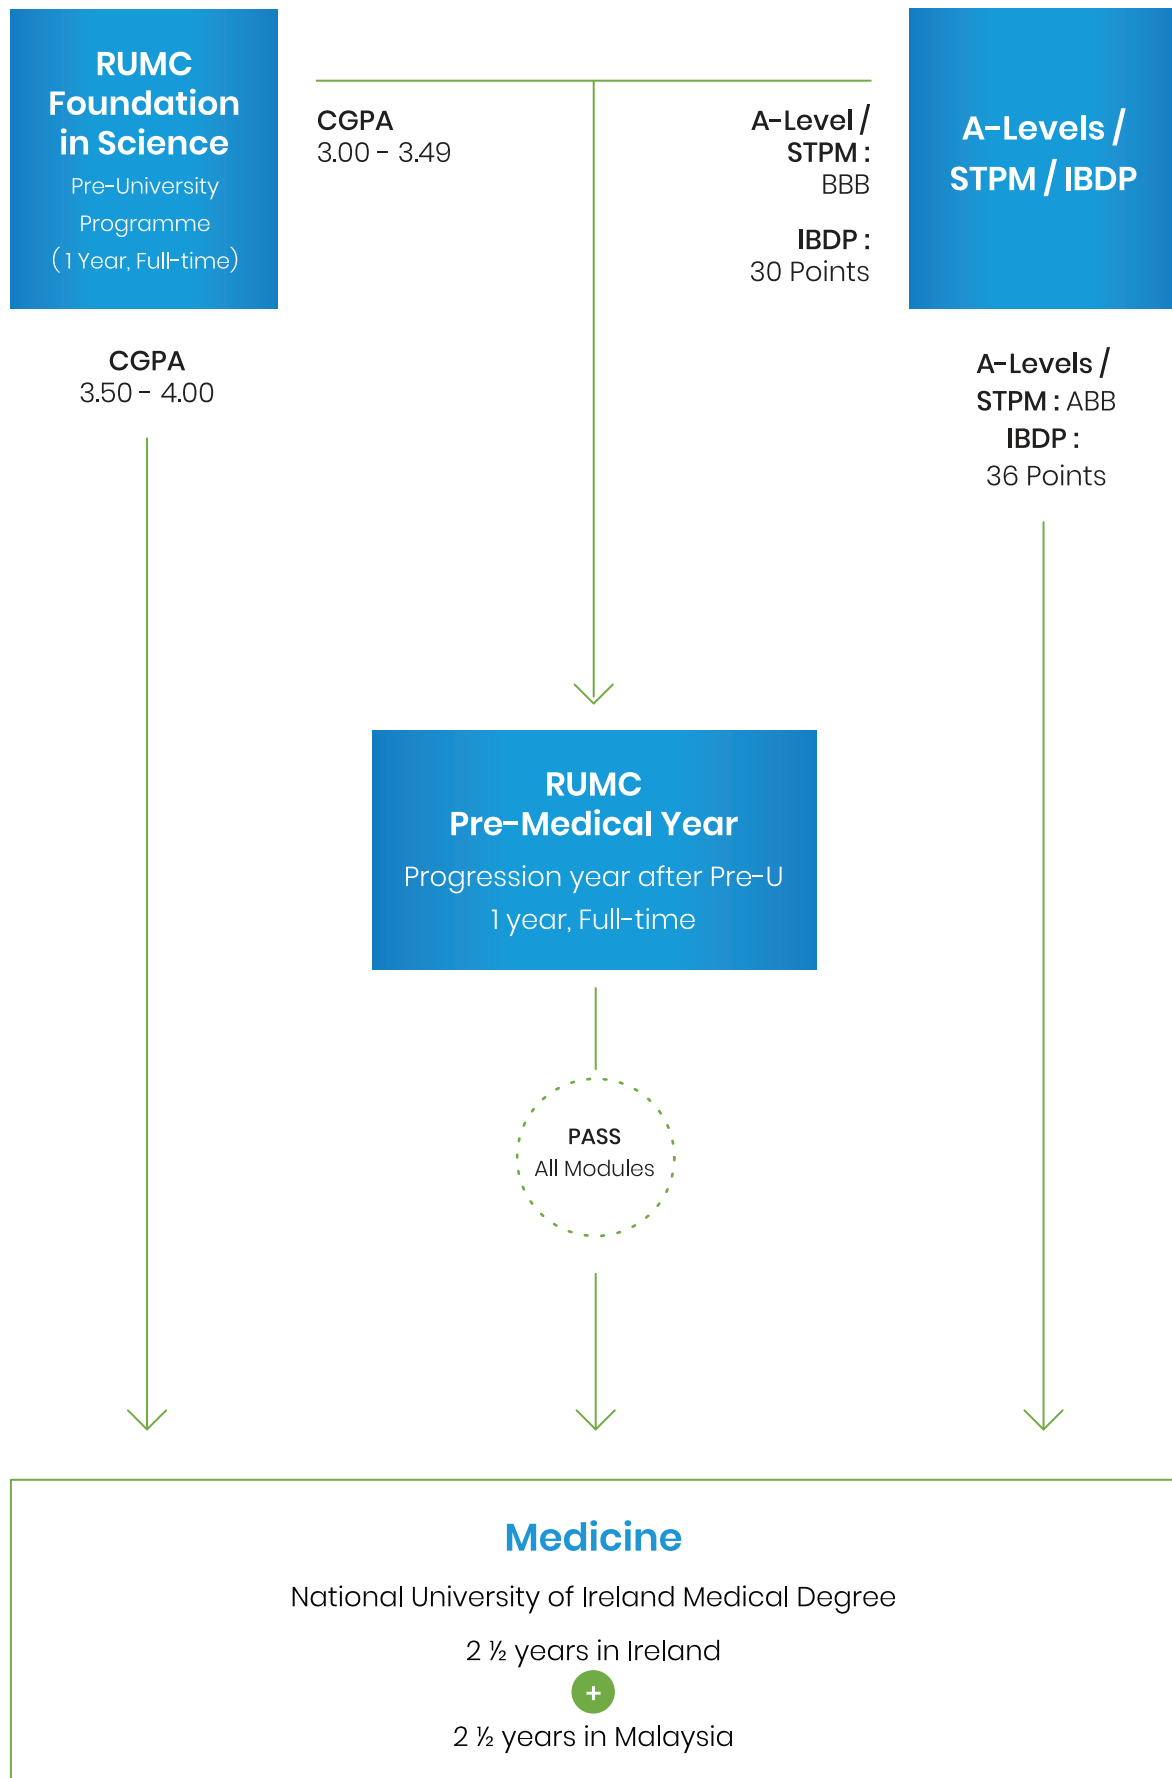 RUMC
Foundation
in Science
Pre-University
Programme
( 1 Year, Full-time)
CGPA
3.00 - 3.49
A-Level /
STPM :
BBB
IBDP :
30 Points
A-Levels /
STPM / IBDP
CGPA
3.50 - 4.00
A-Levels /
STPM : ABB
IBDP :
36 Points
RUMC
Pre-Medical Year
Progression year after Pre-U
1 year, Full-time
PASS
All Modules
Medicine
National University of Ireland Medical Degree
2 ½ years in Ireland
+
2 ½ years in Malaysia